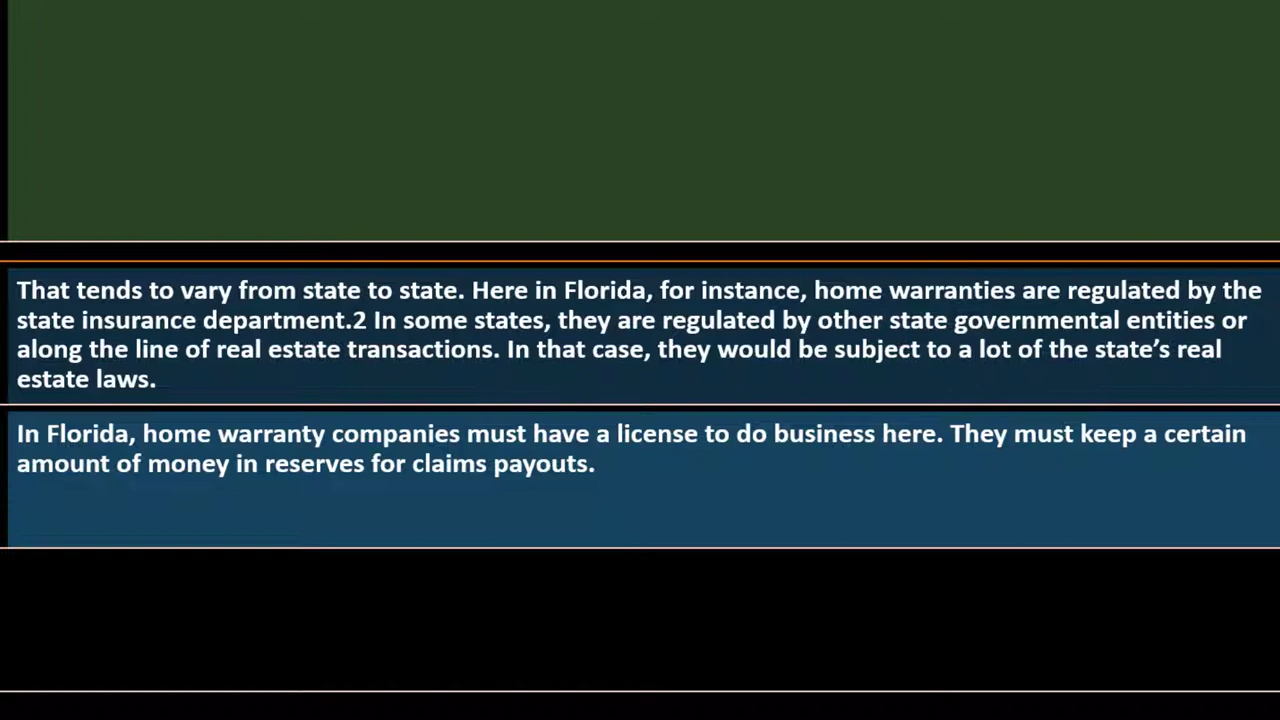 That tends to vary from state to state. Here in Florida, for instance, home warranties are regulated by the
state insurance department.2 In some states, they are regulated by other state governmental entities or
along the line of real estate transactions. In that case, they would be subject to a lot of the state’s real
estate laws.
In Florida, home warranty companies must have a license to do business here. They must keep a certain
amount of money in reserves for claims payouts.